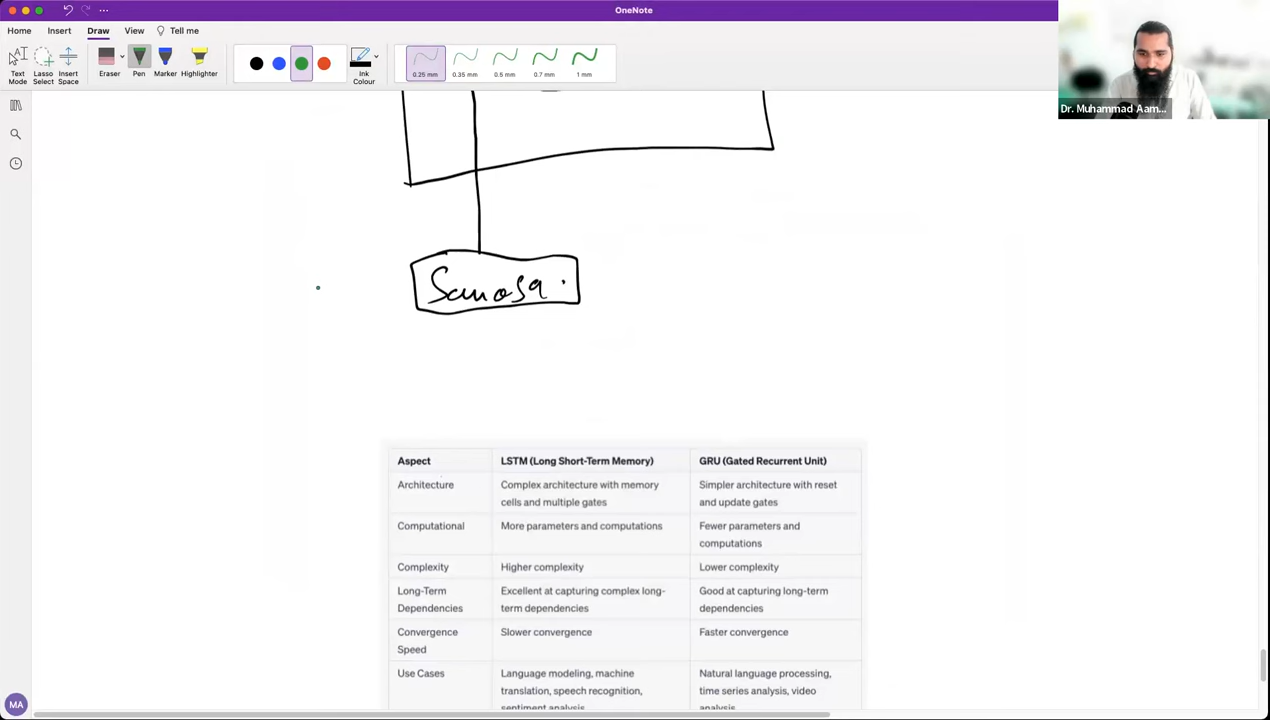 OneNote
Home Insert Draw View Tell me
Text Mode
Lasso Select
Insert Space
Eraser
Pen
Marker
Highlighter
Ink Colour
0.25 mm
0.35 mm
0.5 mm
0.7 mm
1 mm
Dr. Muhammad Aam...
Samosa
Aspect LSTM (Long Short-Term Memory) GRU (Gated Recurrent Unit)
Architecture Complex architecture with memory Simpler architecture with reset
cells and multiple gates and update gates
Computational More parameters and computations Fewer parameters and
computations
Complexity Higher complexity Lower complexity
Long-Term Excellent at capturing complex long- Good at capturing long-term
Dependencies term dependencies dependencies
Convergence Slower convergence Faster convergence
Speed
Use Cases Language modeling, machine Natural language processing,
translation, speech recognition, time series analysis, video
sentiment analysis analysis
MA